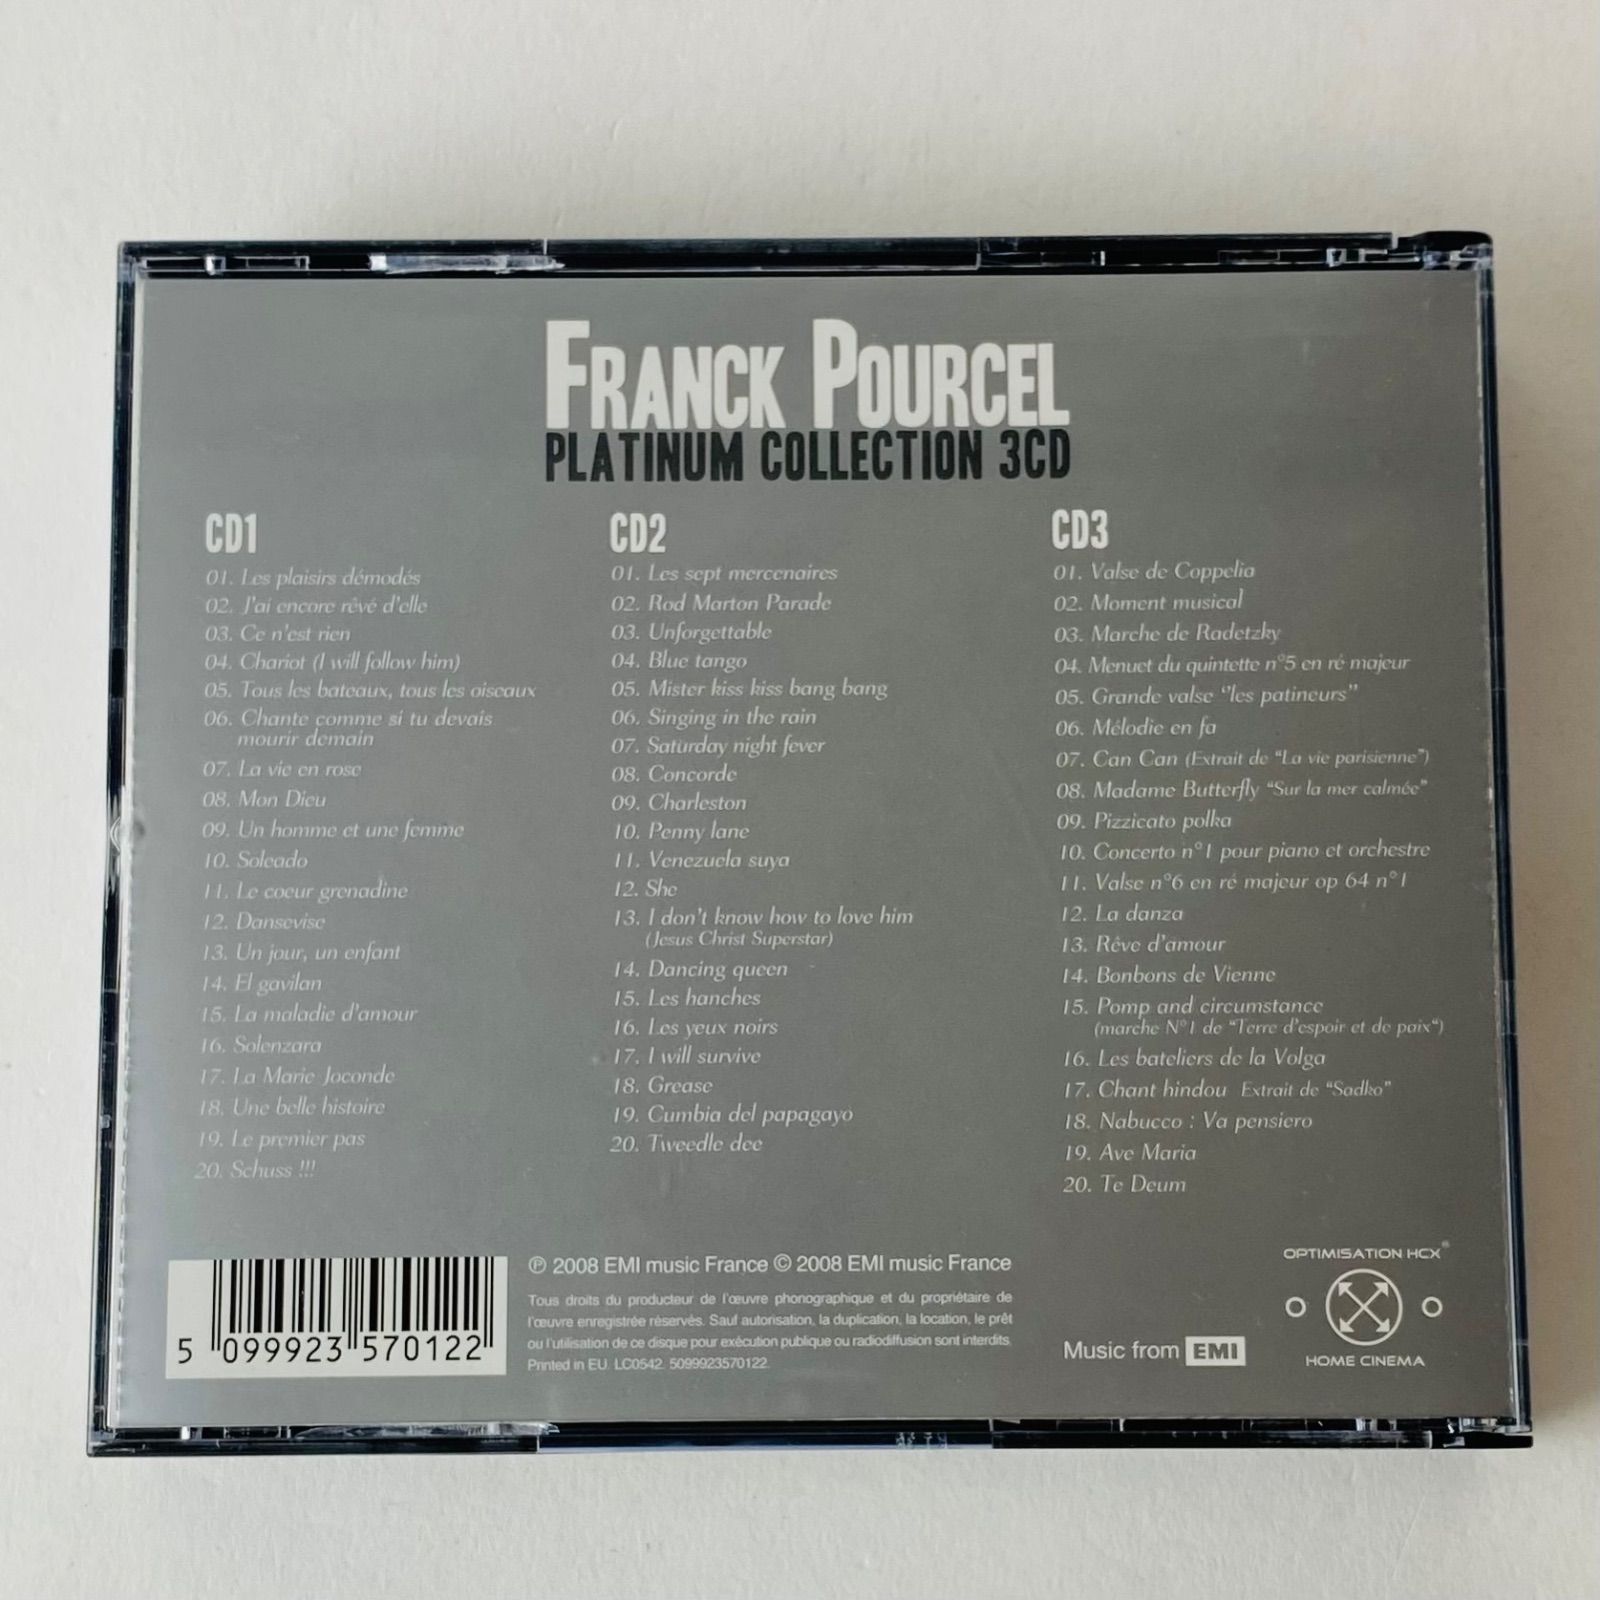 FRANCK POURCEL
PLATINUM COLLECTION 3CD
CD1
01. Les plaisirs démodés
02. J'ai encore rêvé d'elle
03. Ce n'est rien
04. Chariot (I will follow him)
05. Tous les bateaux, tous les oiseaux
06. Chante comme si tu devais
mourir demain
07. La vie en rose
08. Mon Dieu
09. Un homme et une femme
10. Soleado
11. Le coeur grenadine
12. Dansevise
13. Un jour, un enfant
14. El gavilan
15. La maladie d'amour
16. Solenzara
17. La Marie Joconde
18. Une belle histoire
19. Le premier pas
20. Schuss !!!
CD2
01. Les sept mercenaires
02. Rod Marton Parade
03. Unforgettable
04. Blue tango
05. Mister kiss kiss bang bang
06. Singing in the rain
07. Saturday night fever
08. Concorde
09. Charleston
10. Penny lane
11. Venezuela suya
12. She
13. I don't know how to love him
(Jesus Christ Superstar)
14. Dancing queen
15. Les hanches
16. Les yeux noirs
17. I will survive
18. Grease
19. Cumbia del papagayo
20. Tweedle dee
CD3
01. Valse de Coppelia
02. Moment musical
03. Marche de Radetzky
04. Menuet du quintette n°5 en ré majeur
05. Grande valse "les patineurs"
06. Mélodie en fa
07. Can Can (Extrait de "La vie parisienne")
08. Madame Butterfly "Sur la mer calmée"
09. Pizzicato polka
10. Concerto n°1 pour piano et orchestre
11. Valse n°6 en ré majeur op 64 n°1
12. La danza
13. Rêve d'amour
14. Bonbons de Vienne
15. Pomp and circumstance
(marche N°1 de "Terre d'espoir et de paix")
16. Les bateliers de la Volga
17. Chant hindou Extrait de "Sadko"
18. Nabucco : Va pensiero
19. Ave Maria
20. Te Deum
5 099923 570122
℗ 2008 EMI music France © 2008 EMI music France
Tous droits du producteur de l'œuvre phonographique et du propriétaire de
l'œuvre enregistrée réservés. Sauf autorisation, la duplication, la location, le prêt
ou l'utilisation de ce disque pour exécution publique ou radiodiffusion sont interdits.
Printed in EU. LC0542. 5099923570122.
Music from EMI
OPTIMISATION HCX®
HOME CINEMA